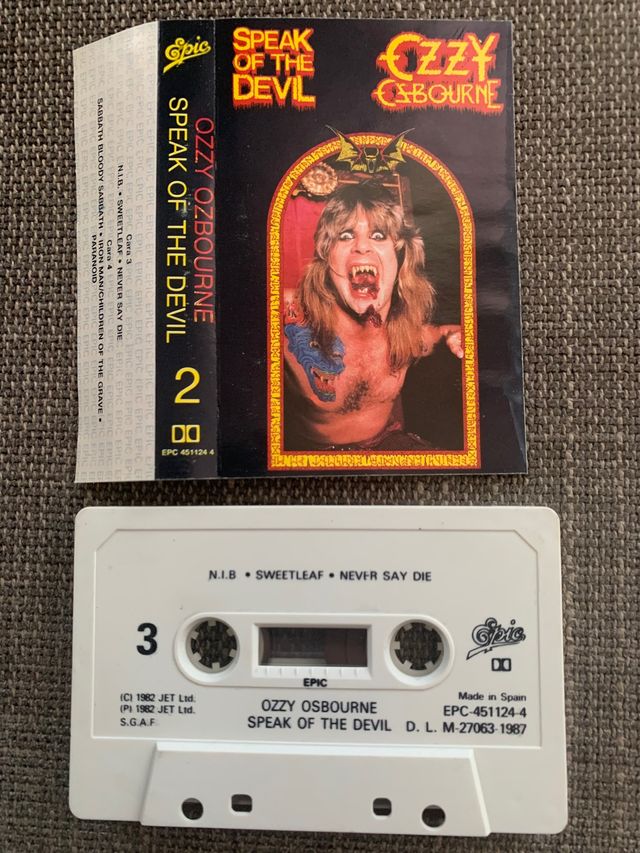 Epic
OZZY OZBOURNE
SPEAK OF THE DEVIL
2
EPC 451124 4
Cara 3
N.I.B. • SWEETLEAF • NEVER SAY DIE
Cara 4
SABBATH BLOODY SABBATH • IRON MAN/CHILDREN OF THE GRAVE •
PARANOID
SPEAK
OF THE
DEVIL
OZZY
OSBOURNE
N.I.B • SWEETLEAF • NEVER SAY DIE
3
Epic
EPIC
(C) 1982 JET Ltd.
(P) 1982 JET Ltd.
S.G.A.F.
OZZY OSBOURNE
SPEAK OF THE DEVIL
Made in Spain
EPC-451124-4
D. L. M-27063-1987